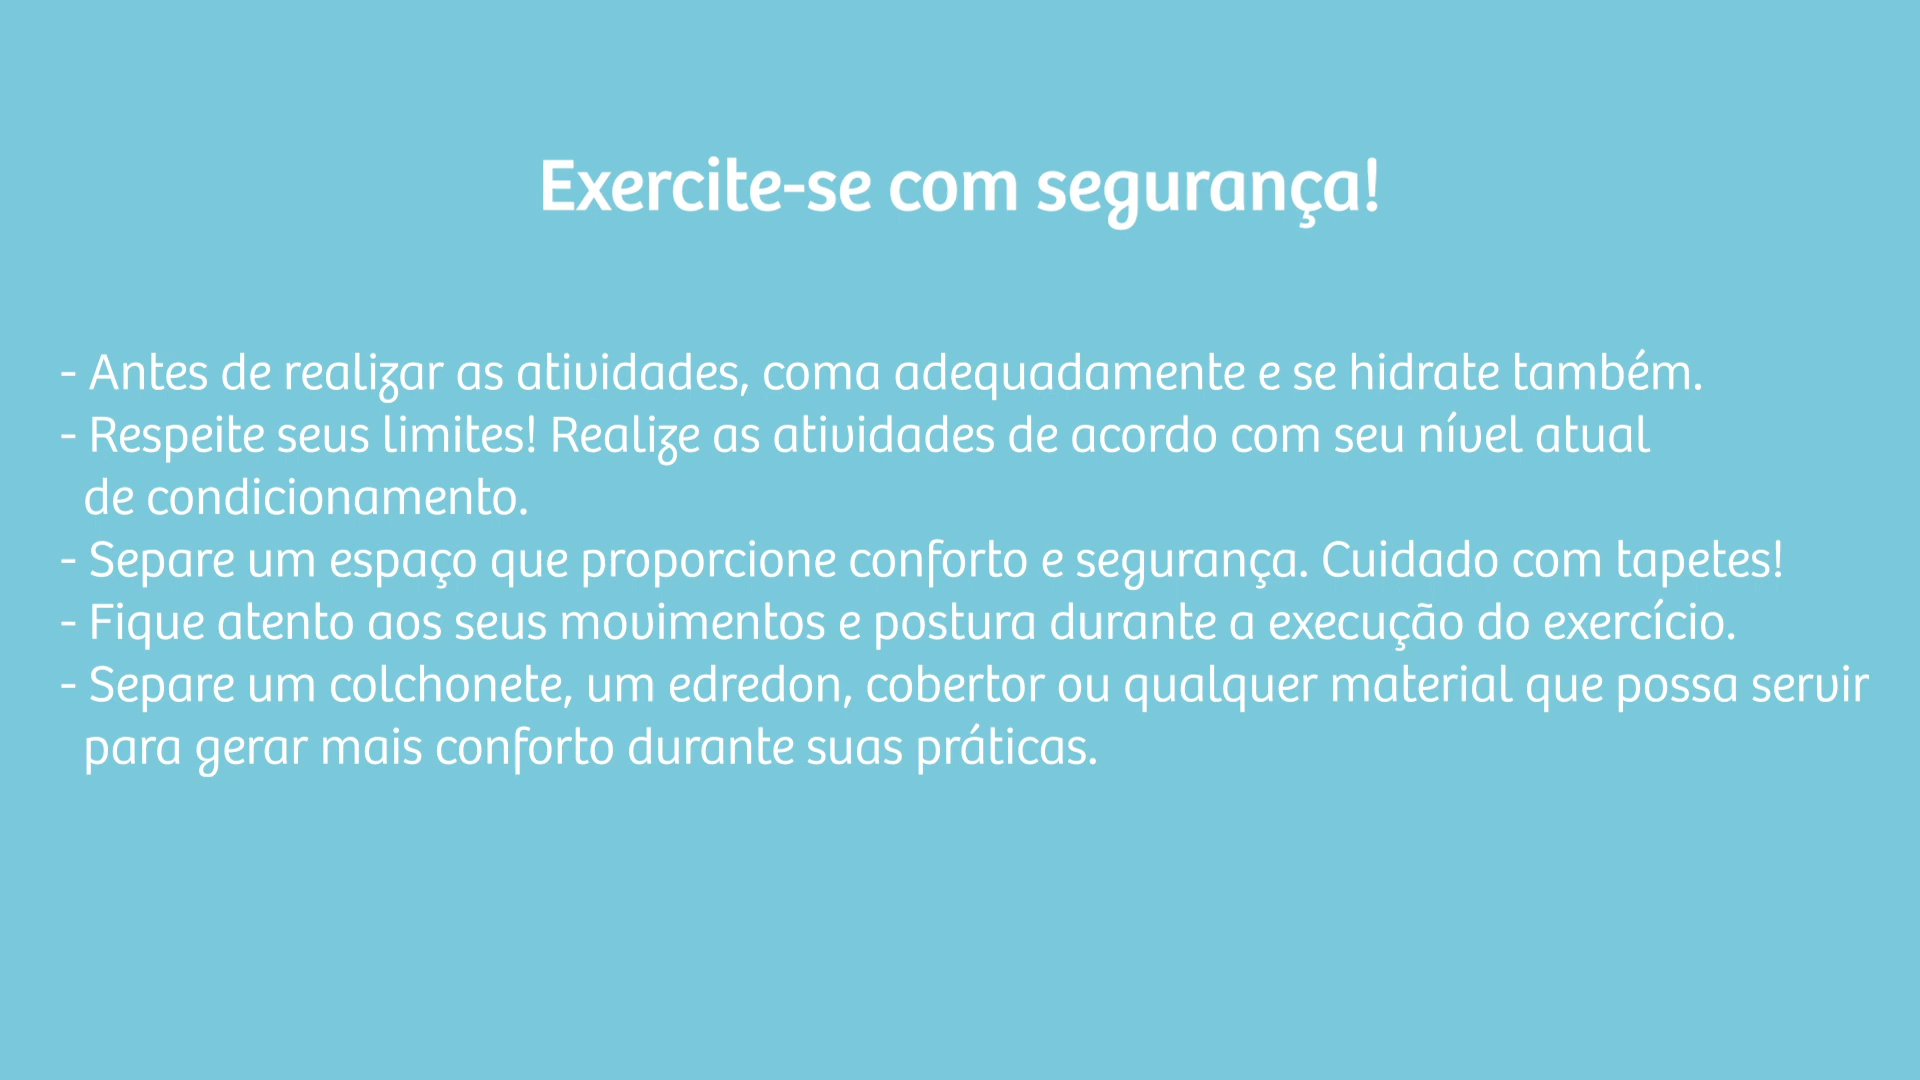 Exercite-se com segurança!
- Antes de realizar as atividades, coma adequadamente e se hidrate também.
- Respeite seus limites! Realize as atividades de acordo com seu nível atual
de condicionamento.
- Separe um espaço que proporcione conforto e segurança. Cuidado com tapetes!
- Fique atento aos seus movimentos e postura durante a execução do exercício.
- Separe um colchonete, um edredon, cobertor ou qualquer material que possa servir
para gerar mais conforto durante suas práticas.